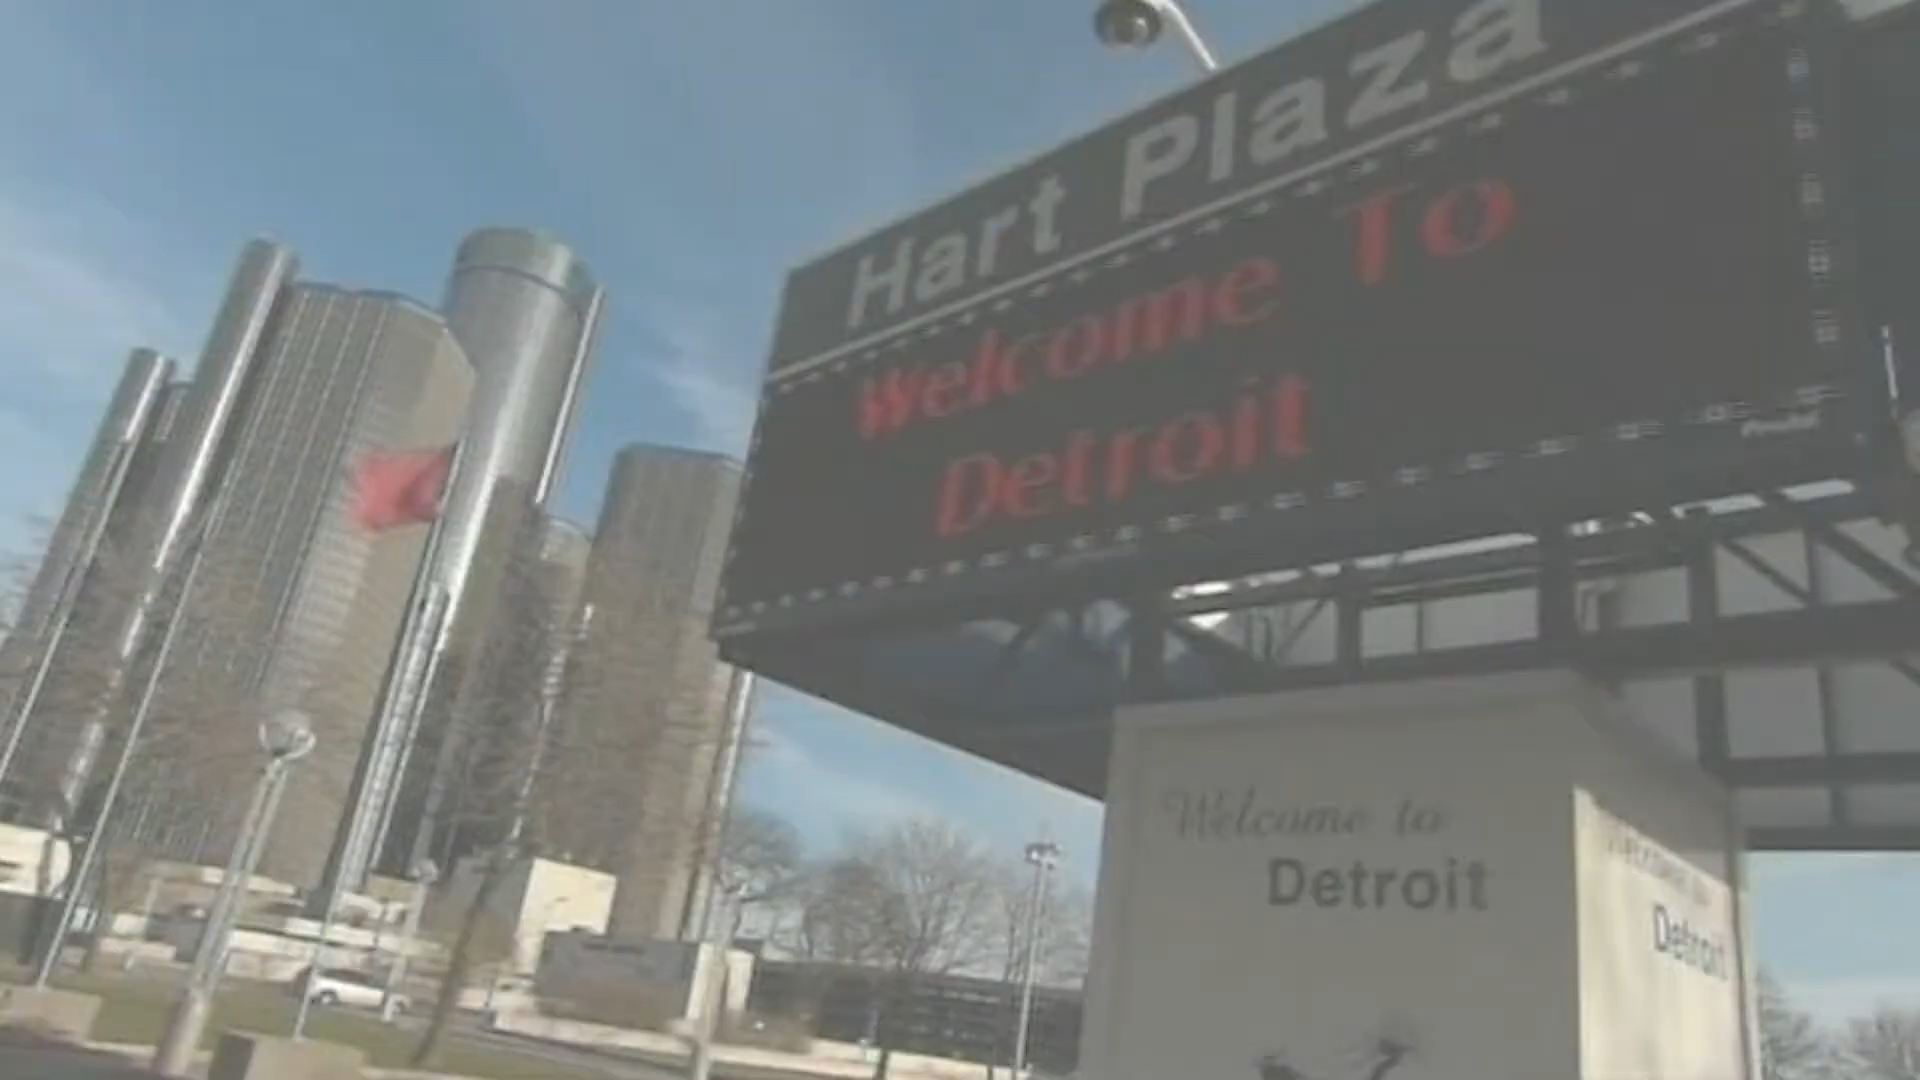 Hart Plaza
Welcome To
Detroit
Welcome to
Detroit
Detroit